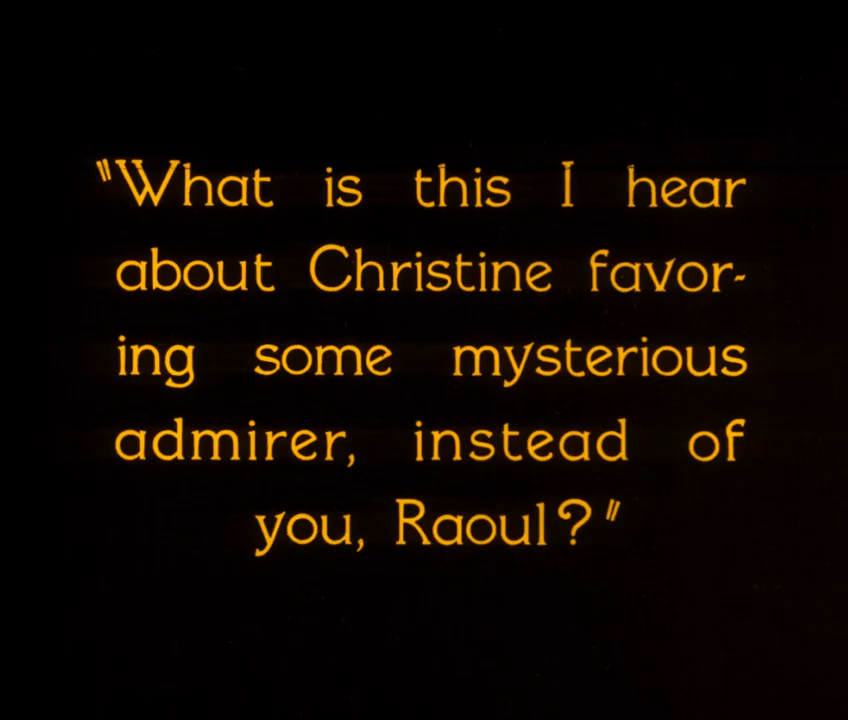 "What is this I hear
about Christine favor-
ing some mysterious
admirer, instead of
you, Raoul?"